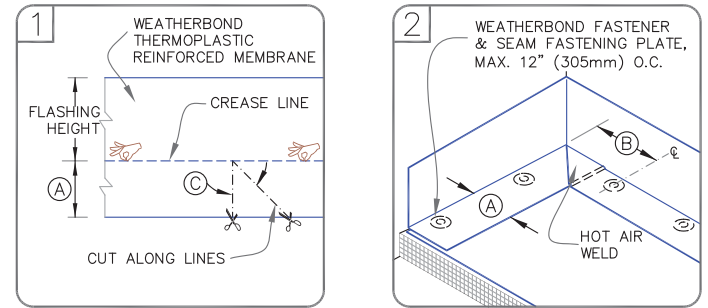 1
WEATHERBOND
THERMOPLASTIC
REINFORCED MEMBRANE
FLASHING
HEIGHT
CREASE LINE
A
C
CUT ALONG LINES
2
WEATHERBOND FASTENER
& SEAM FASTENING PLATE,
MAX. 12" (305mm) O.C.
B
℄
A
HOT AIR
WELD